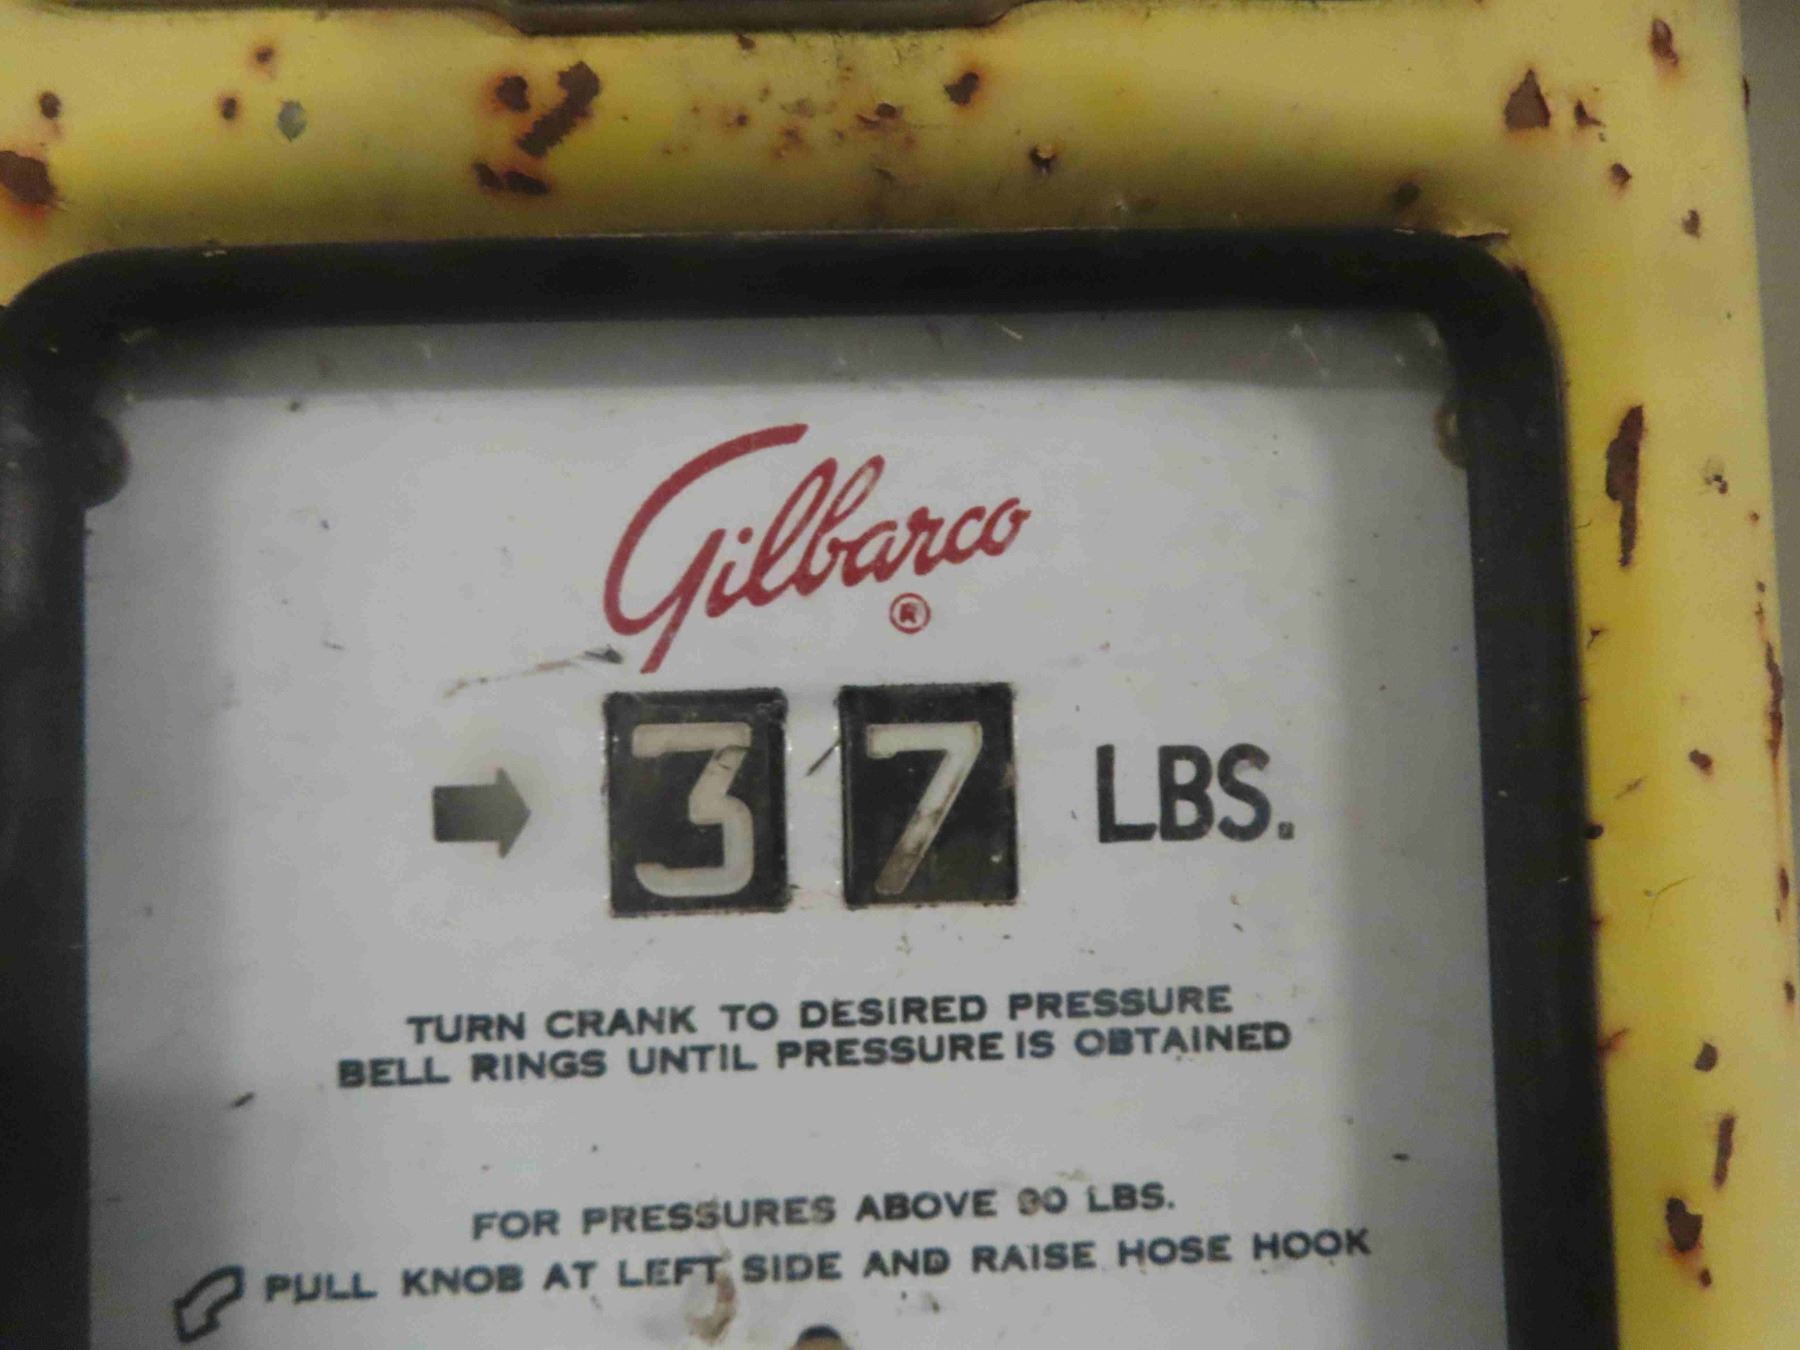 Gilbarco
®
37 LBS.
TURN CRANK TO DESIRED PRESSURE
BELL RINGS UNTIL PRESSURE IS OBTAINED
FOR PRESSURES ABOVE 90 LBS.
PULL KNOB AT LEFT SIDE AND RAISE HOSE HOOK